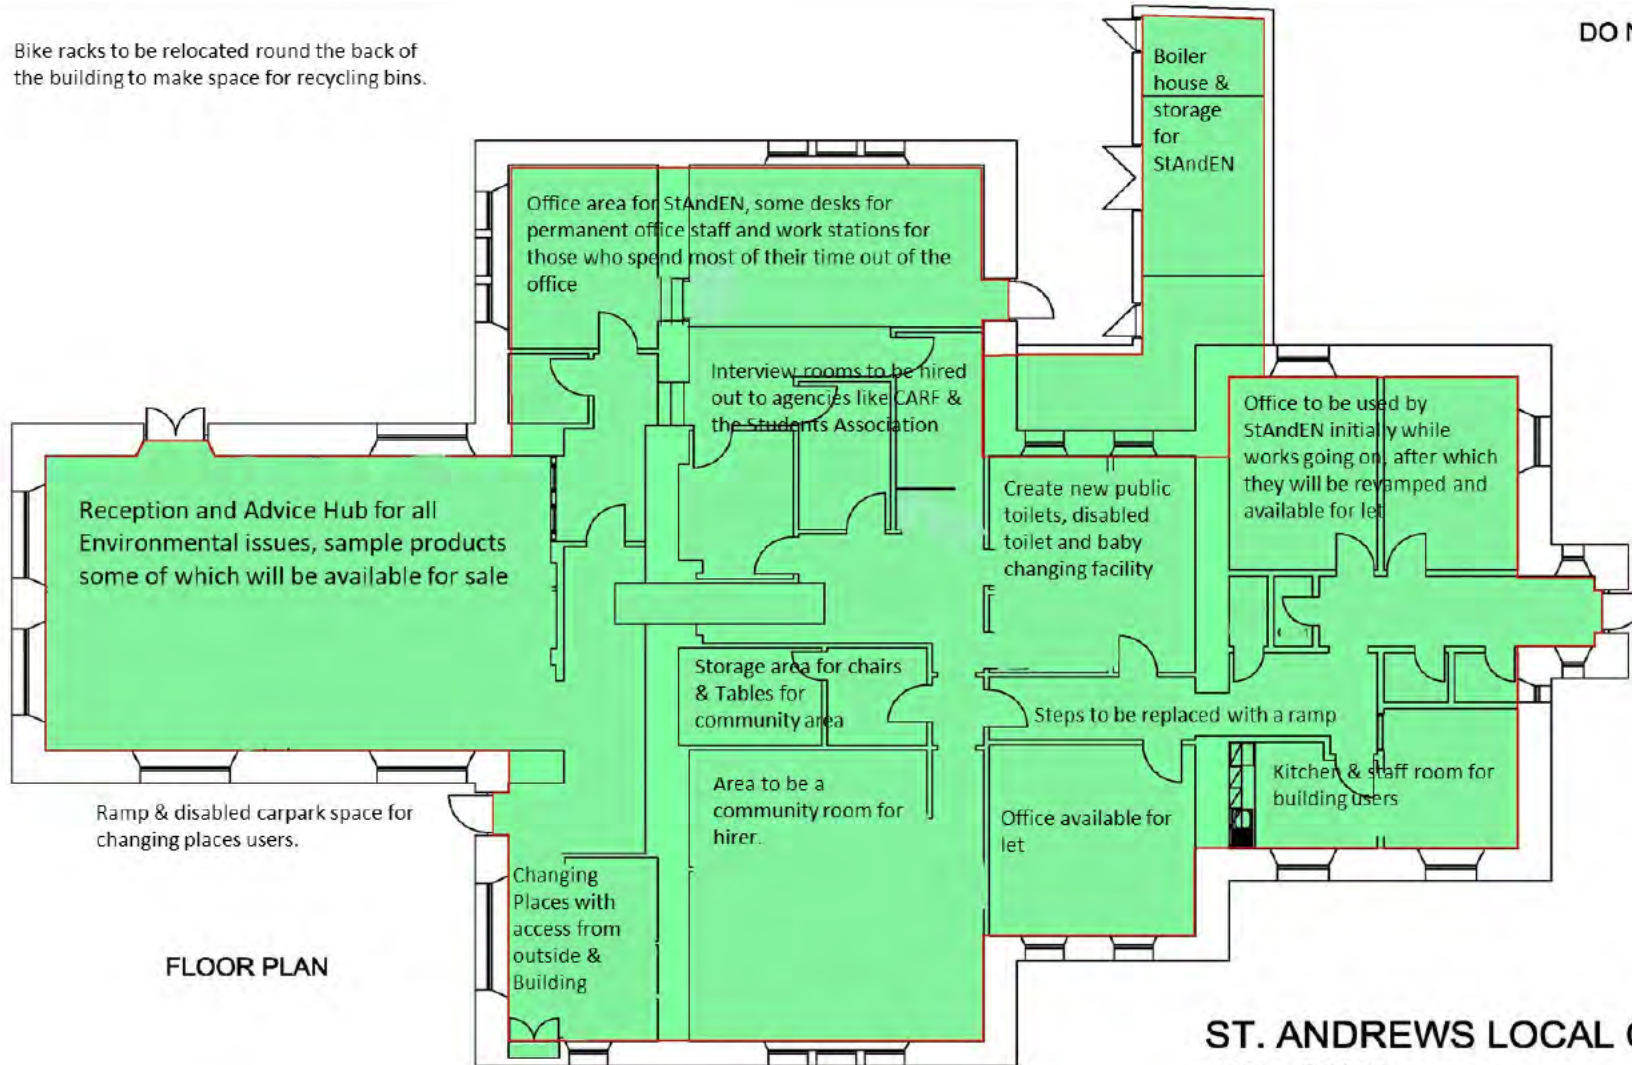 Bike racks to be relocated round the back of
the building to make space for recycling bins.
DO
Boiler
house &
storage
for
StAndEN
Office area for StAndEN, some desks for
permanent office staff and work stations for
those who spend most of their time out of the
office
Interview rooms to be hired
out to agencies like CARF &
the Students Association
Office to be used by
StAndEN initially while
works going on, after which
they will be revamped and
available for let
Reception and Advice Hub for all
Environmental issues, sample products
some of which will be available for sale
Create new public
toilets, disabled
toilet and baby
changing facility
Storage area for chairs
& Tables for
community area
Steps to be replaced with a ramp
Area to be a
community room for
hirer.
Kitchen & staff room for
building users
Office available for
let
Ramp & disabled carpark space for
changing places users.
Changing
Places with
access from
outside &
Building
FLOOR PLAN
ST. ANDREWS LOCAL